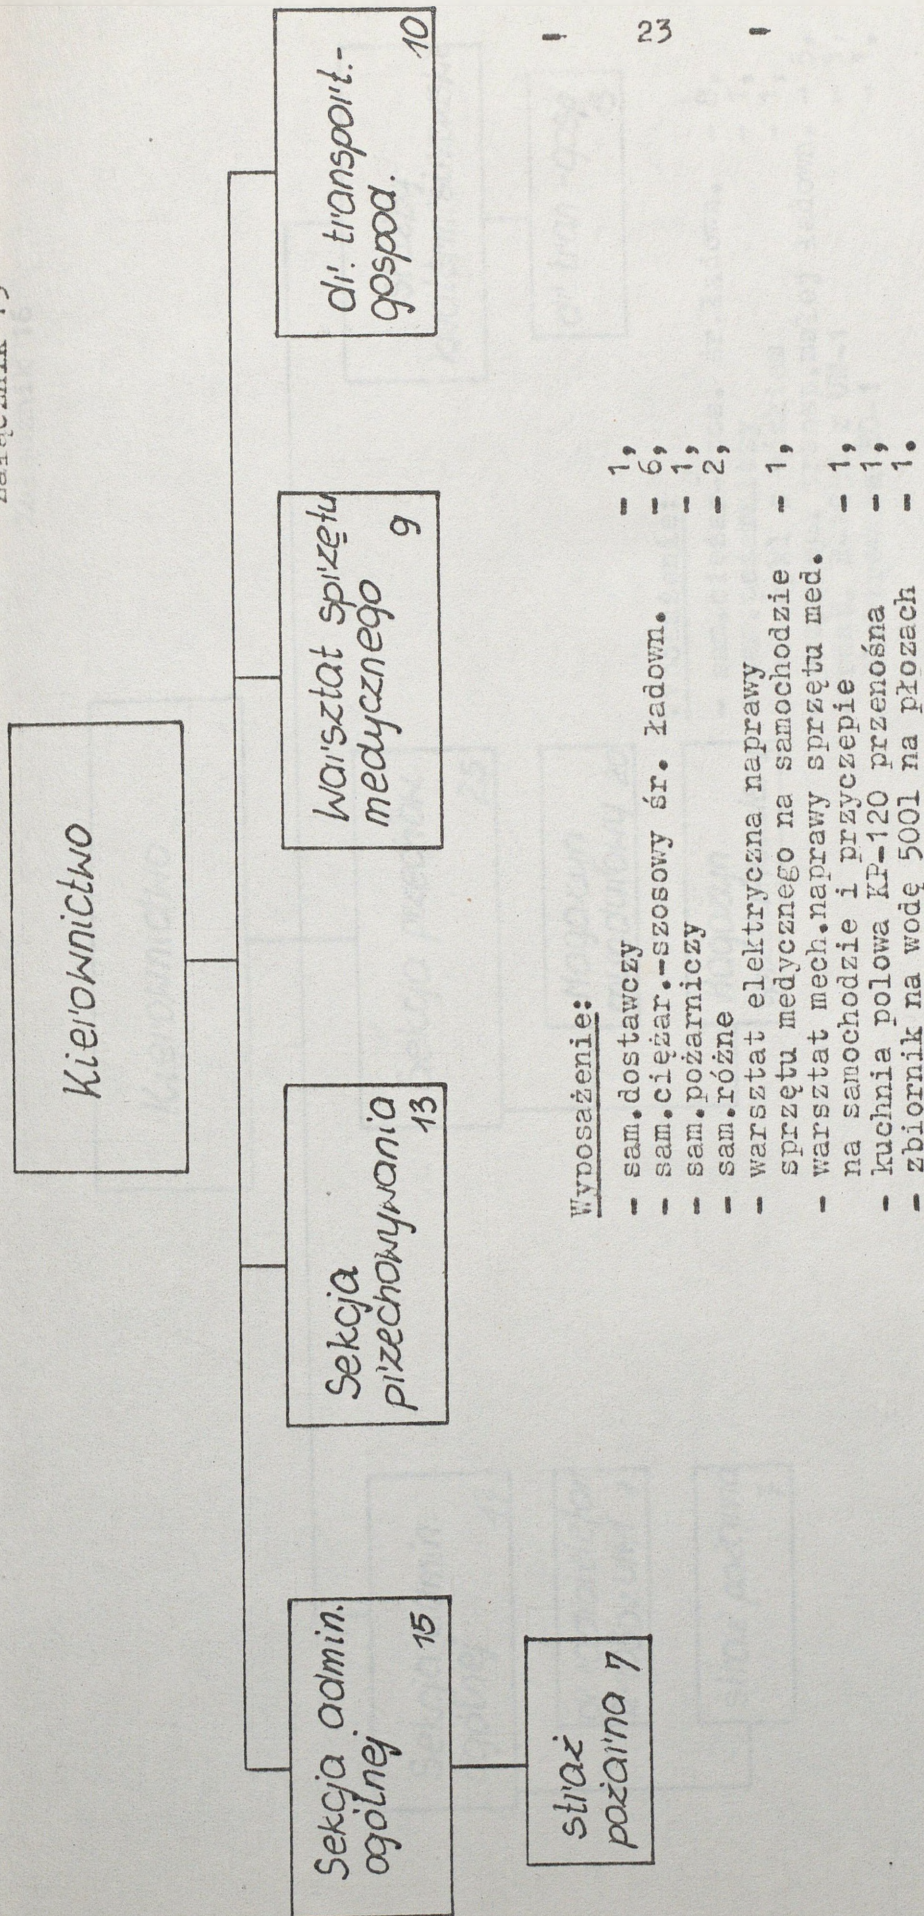 Kierownictwo
Sekcja admin.
ogólnej
15
straż
pożarna 7
Sekcja
przechowywania
13
Warsztat sprzętu
medycznego
9
dr. transport.-
gospod.
10
Wyposażenie:
- sam.dostawczy - 1,
- sam.ciężar.-szosowy śr. ładown. - 6,
- sam.pożarniczy - 1,
- sam.różne - 2,
- warsztat elektryczna naprawy
sprzętu medycznego na samochodzie - 1,
- warsztat mech.naprawy sprzętu med.
na samochodzie i przyczepie - 1,
- kuchnia polowa KP-120 przenośna - 1,
- zbiornik na wodę 500l na płozach - 1.
- 23 -